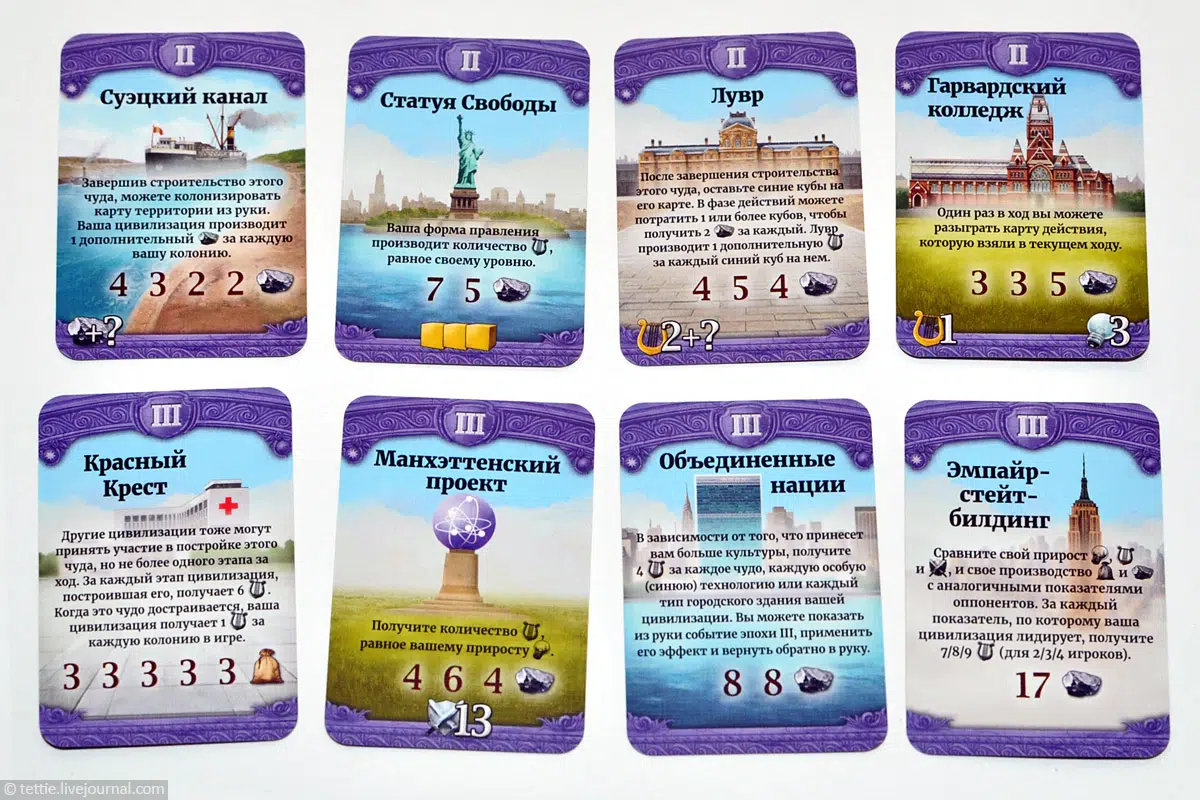 II
Суэцкий канал
Завершив строительство этого
чуда, можете колонизировать
карту территории из руки.
Ваша цивилизация производит
1 дополнительный за каждую
вашу колонию.
4 3 2 2
+?
II
Статуя Свободы
Ваша форма правления
производит количество ,
равное своему уровню.
7 5
II
Лувр
После завершения строительства
этого чуда, оставьте синие кубы на
его карте. В фазе действий можете
потратить 1 или более кубов, чтобы
получить 2 за каждый. Лувр
производит 1 дополнительную
за каждый синий куб на нем.
4 5 4
2+?
II
Гарвардский
колледж
Один раз в ход вы можете
разыграть карту действия,
которую взяли в текущем ходу.
3 3 5
1
3
III
Красный
Крест
Другие цивилизации тоже могут
принять участие в постройке этого
чуда, но не более одного этапа за
ход. За каждый этап цивилизация,
построившая его, получает 6 .
Когда это чудо достраивается, ваша
цивилизация получает 1 за
каждую колонию в игре.
3 3 3 3 3
III
Манхэттенский
проект
Получите количество ,
равное вашему приросту .
4 6 4
13
III
Объединенные
нации
В зависимости от того, что принесет
вам больше культуры, получите
4 за каждое чудо, каждую особую
(синюю) технологию или каждый
тип городского здания вашей
цивилизации. Вы можете показать
из руки событие эпохи III, применить
его эффект и вернуть обратно в руку.
8 8
III
Эмпайр-
стейт-
билдинг
Сравните свой прирост ,
и , и свое производство и
с аналогичными показателями
оппонентов. За каждый
показатель, по которому ваша
цивилизация лидирует, получите
7/8/9 (для 2/3/4 игроков).
17
© tettie.livejournal.com